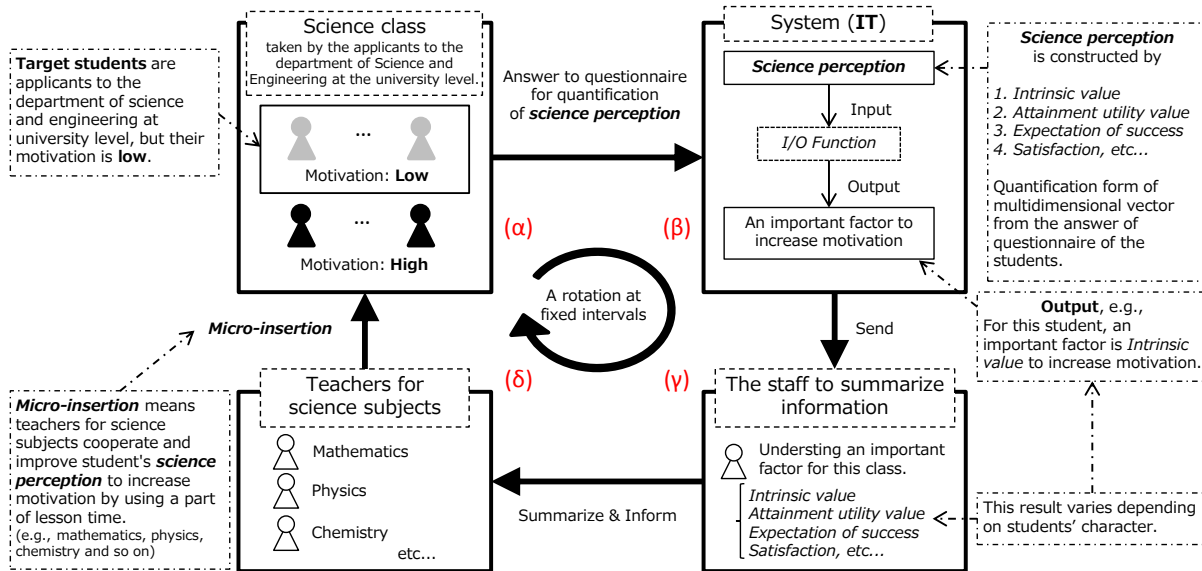 Science class
taken by the applicants to the
department of Science and
Engineering at the university level.
...
Motivation: Low
...
Motivation: High
Target students are
applicants to the
department of science
and engineering at
university level, but their
motivation is low.
Answer to questionnaire
for quantification
of science perception
System (IT)
Science perception
Input
I/O Function
Output
An important factor to
increase motivation
Science perception
is constructed by
1. Intrinsic value
2. Attainment utility value
3. Expectation of success
4. Satisfaction, etc...
Quantification form of
multidimensional vector
from the answer of
questionnaire of the
students.
(α)
(β)
A rotation at
fixed intervals
(δ)
(γ)
Send
Output, e.g.,
For this student, an
important factor is Intrinsic
value to increase motivation.
Micro-insertion
Micro-insertion means
teachers for science
subjects cooperate and
improve student's science
perception to increase
motivation by using a part
of lesson time.
(e.g., mathematics, physics,
chemistry and so on)
Teachers for
science subjects
Mathematics
Physics
Chemistry
etc...
Summarize & Inform
The staff to summarize
information
Understing an important
factor for this class.
Intrinsic value
Attainment utility value
Expectation of success
Satisfaction, etc...
This result varies depending
on students’ character.